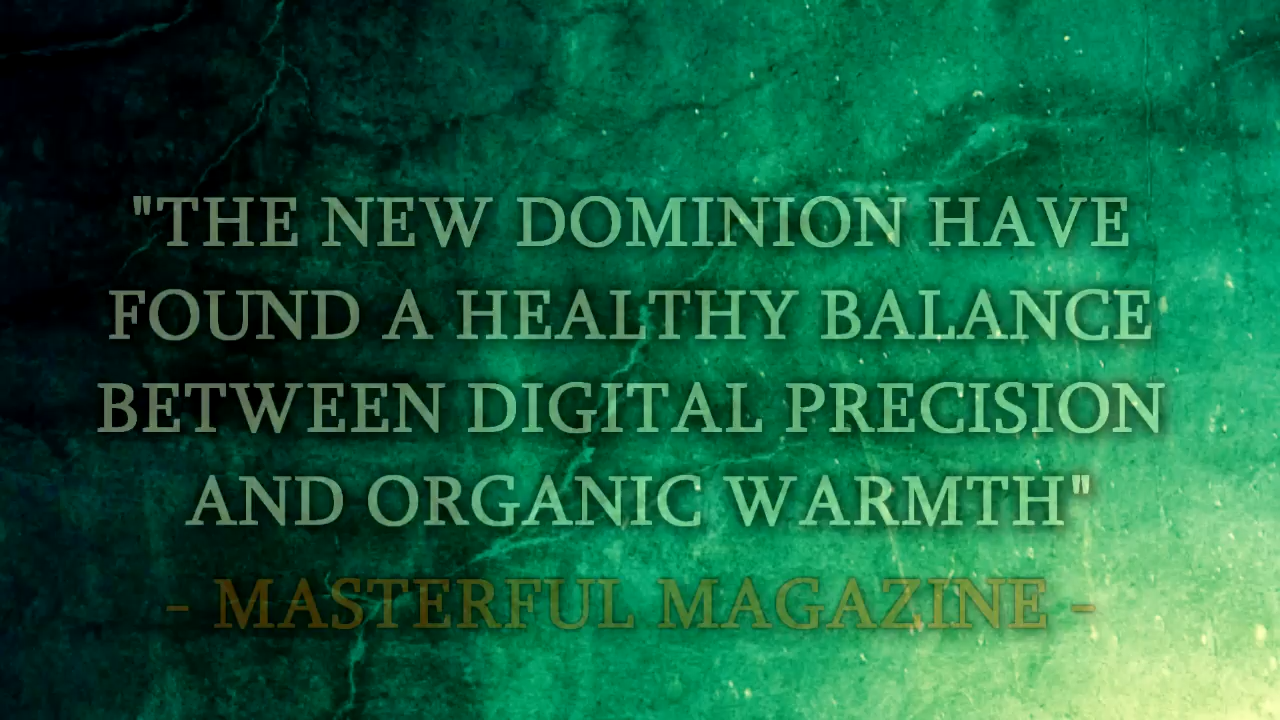 "THE NEW DOMINION HAVE
FOUND A HEALTHY BALANCE
BETWEEN DIGITAL PRECISION
AND ORGANIC WARMTH"
- MASTERFUL MAGAZINE -